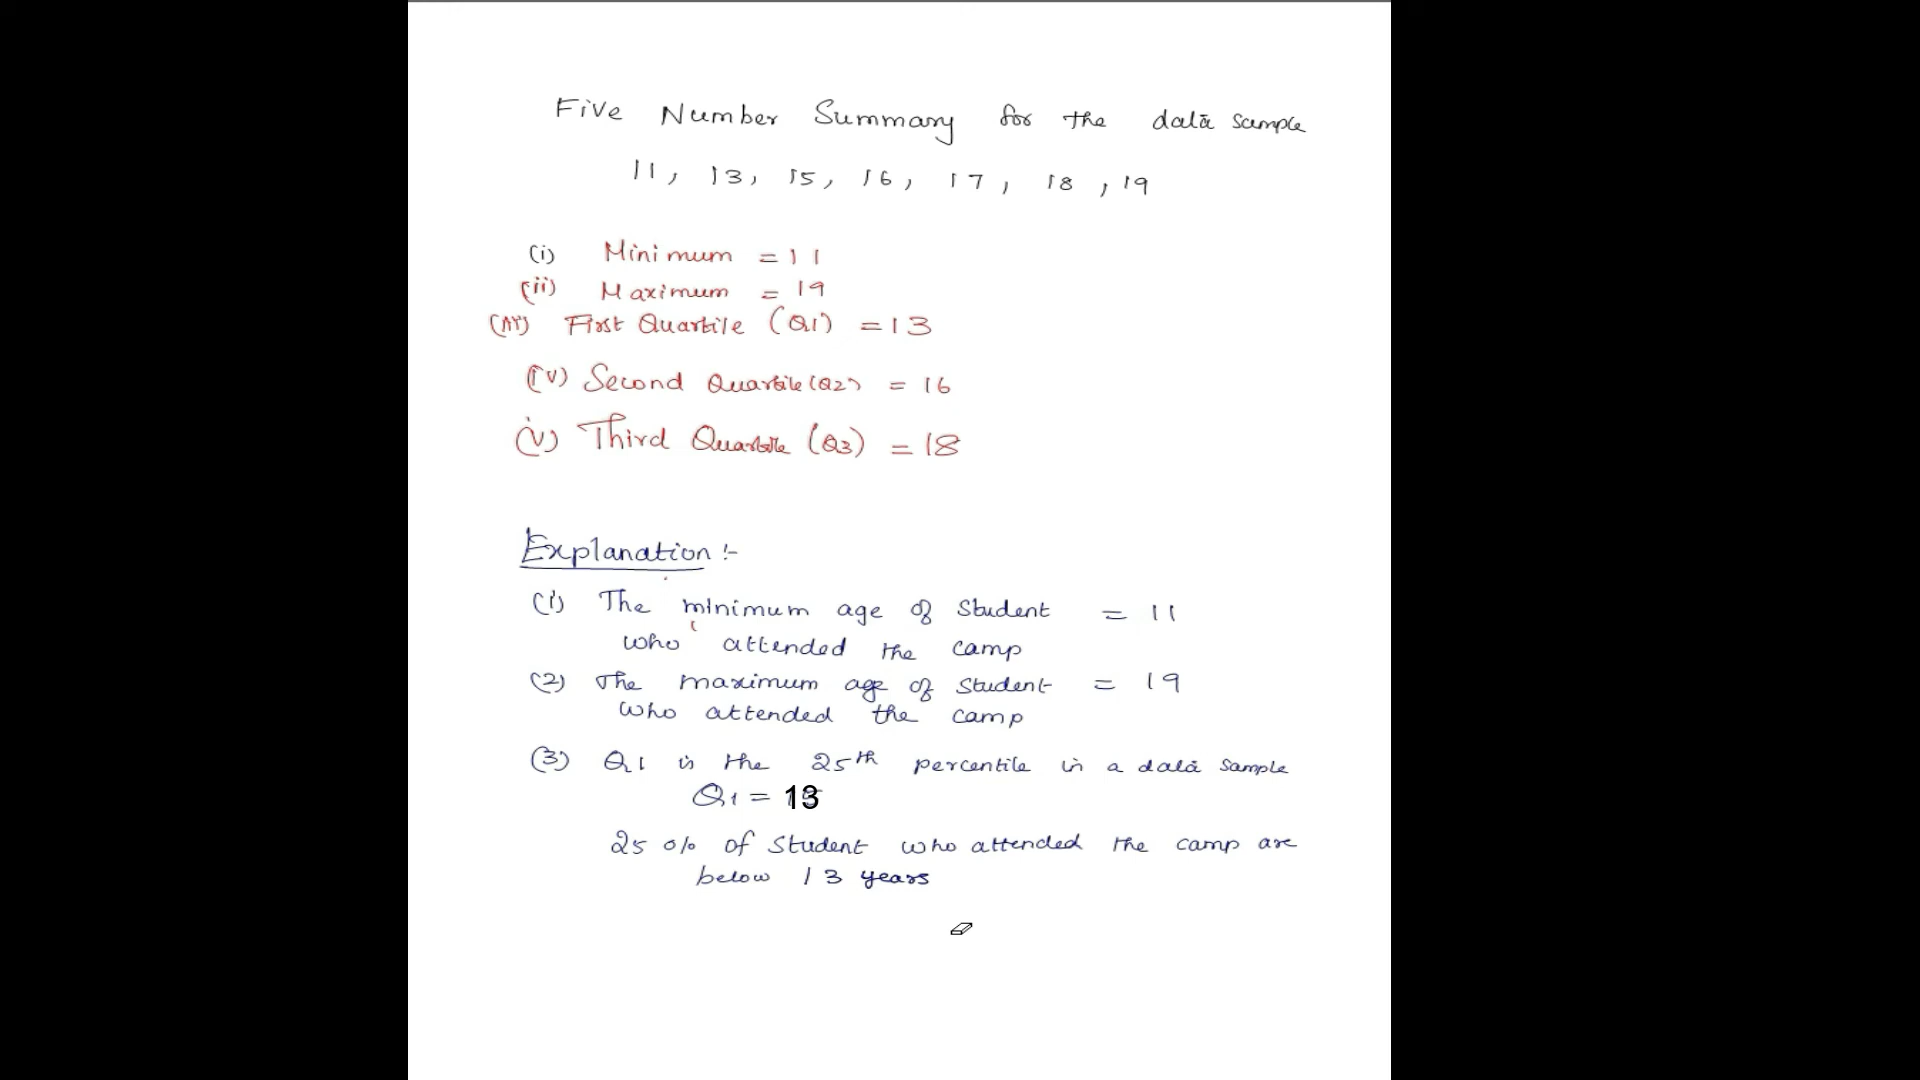 Five Number Summary for the data sample
11, 13, 15, 16, 17, 18, 19
(i) Minimum = 11
(ii) Maximum = 19
(iii) First Quartile (Q1) = 13
(iv) Second Quartile (Q2) = 16
(v) Third Quartile (Q3) = 18
Explanation :-
(1) The minimum age of Student = 11
who attended the camp
(2) The maximum age of Student = 19
who attended the camp
(3) Q1 is the 25th percentile in a data sample
Q1 = 13
25 % of Student who attended the camp are
below 13 years